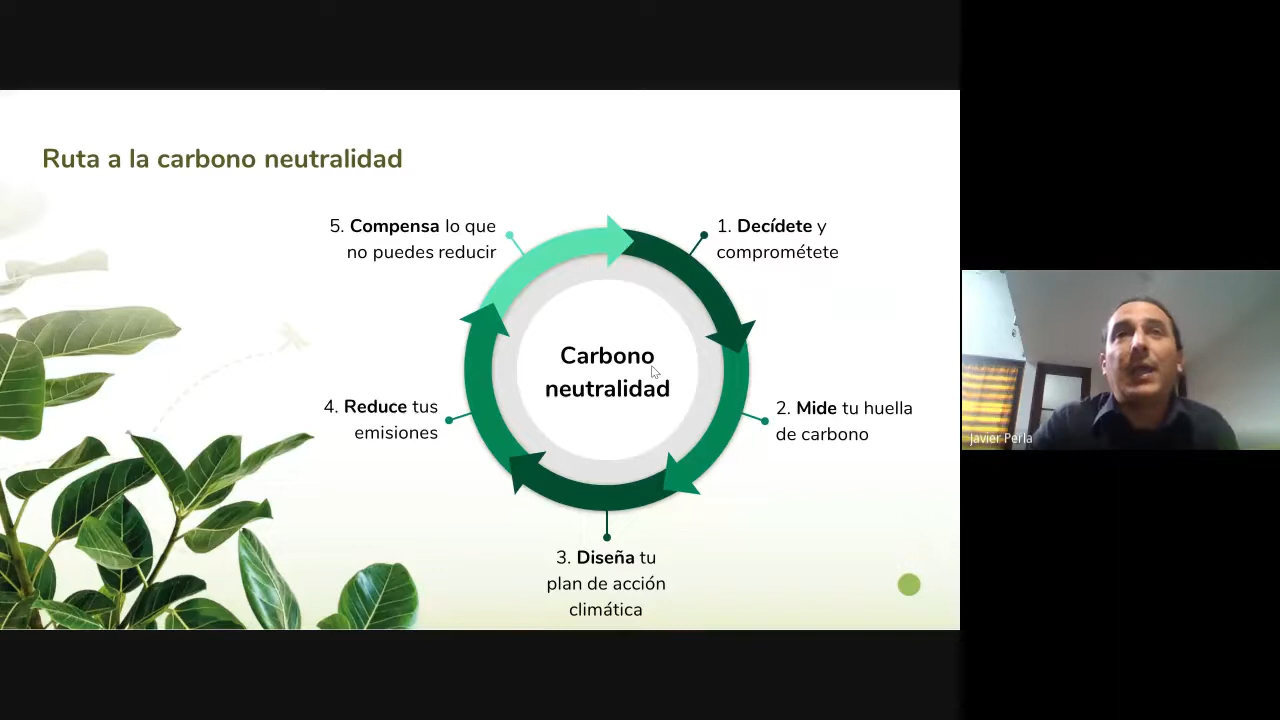 Ruta a la carbono neutralidad
1. Decídete y
comprométete
2. Mide tu huella
de carbono
3. Diseña tu
plan de acción
climática
4. Reduce tus
emisiones
5. Compensa lo que
no puedes reducir
Carbono
neutralidad
Javier Perla